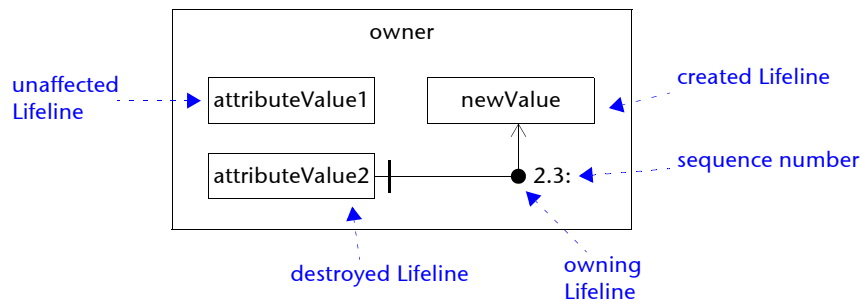 owner
unaffected
Lifeline
attributeValue1
newValue
created Lifeline
attributeValue2
2.3:
sequence number
destroyed Lifeline
owning
Lifeline